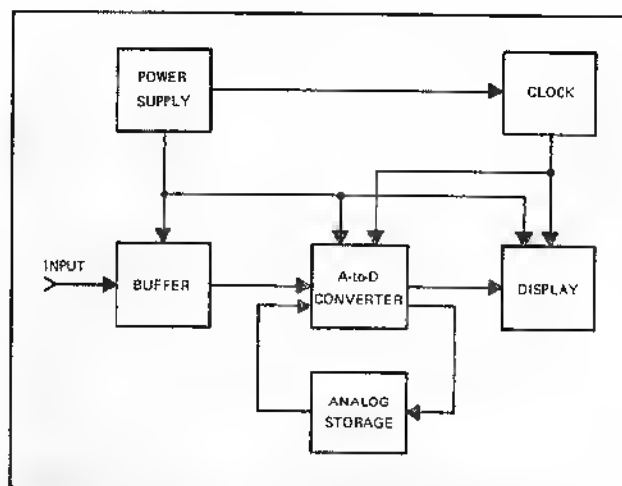 POWER
SUPPLY
CLOCK
INPUT
BUFFER
A-to-D
CONVERTER
DISPLAY
ANALOG
STORAGE